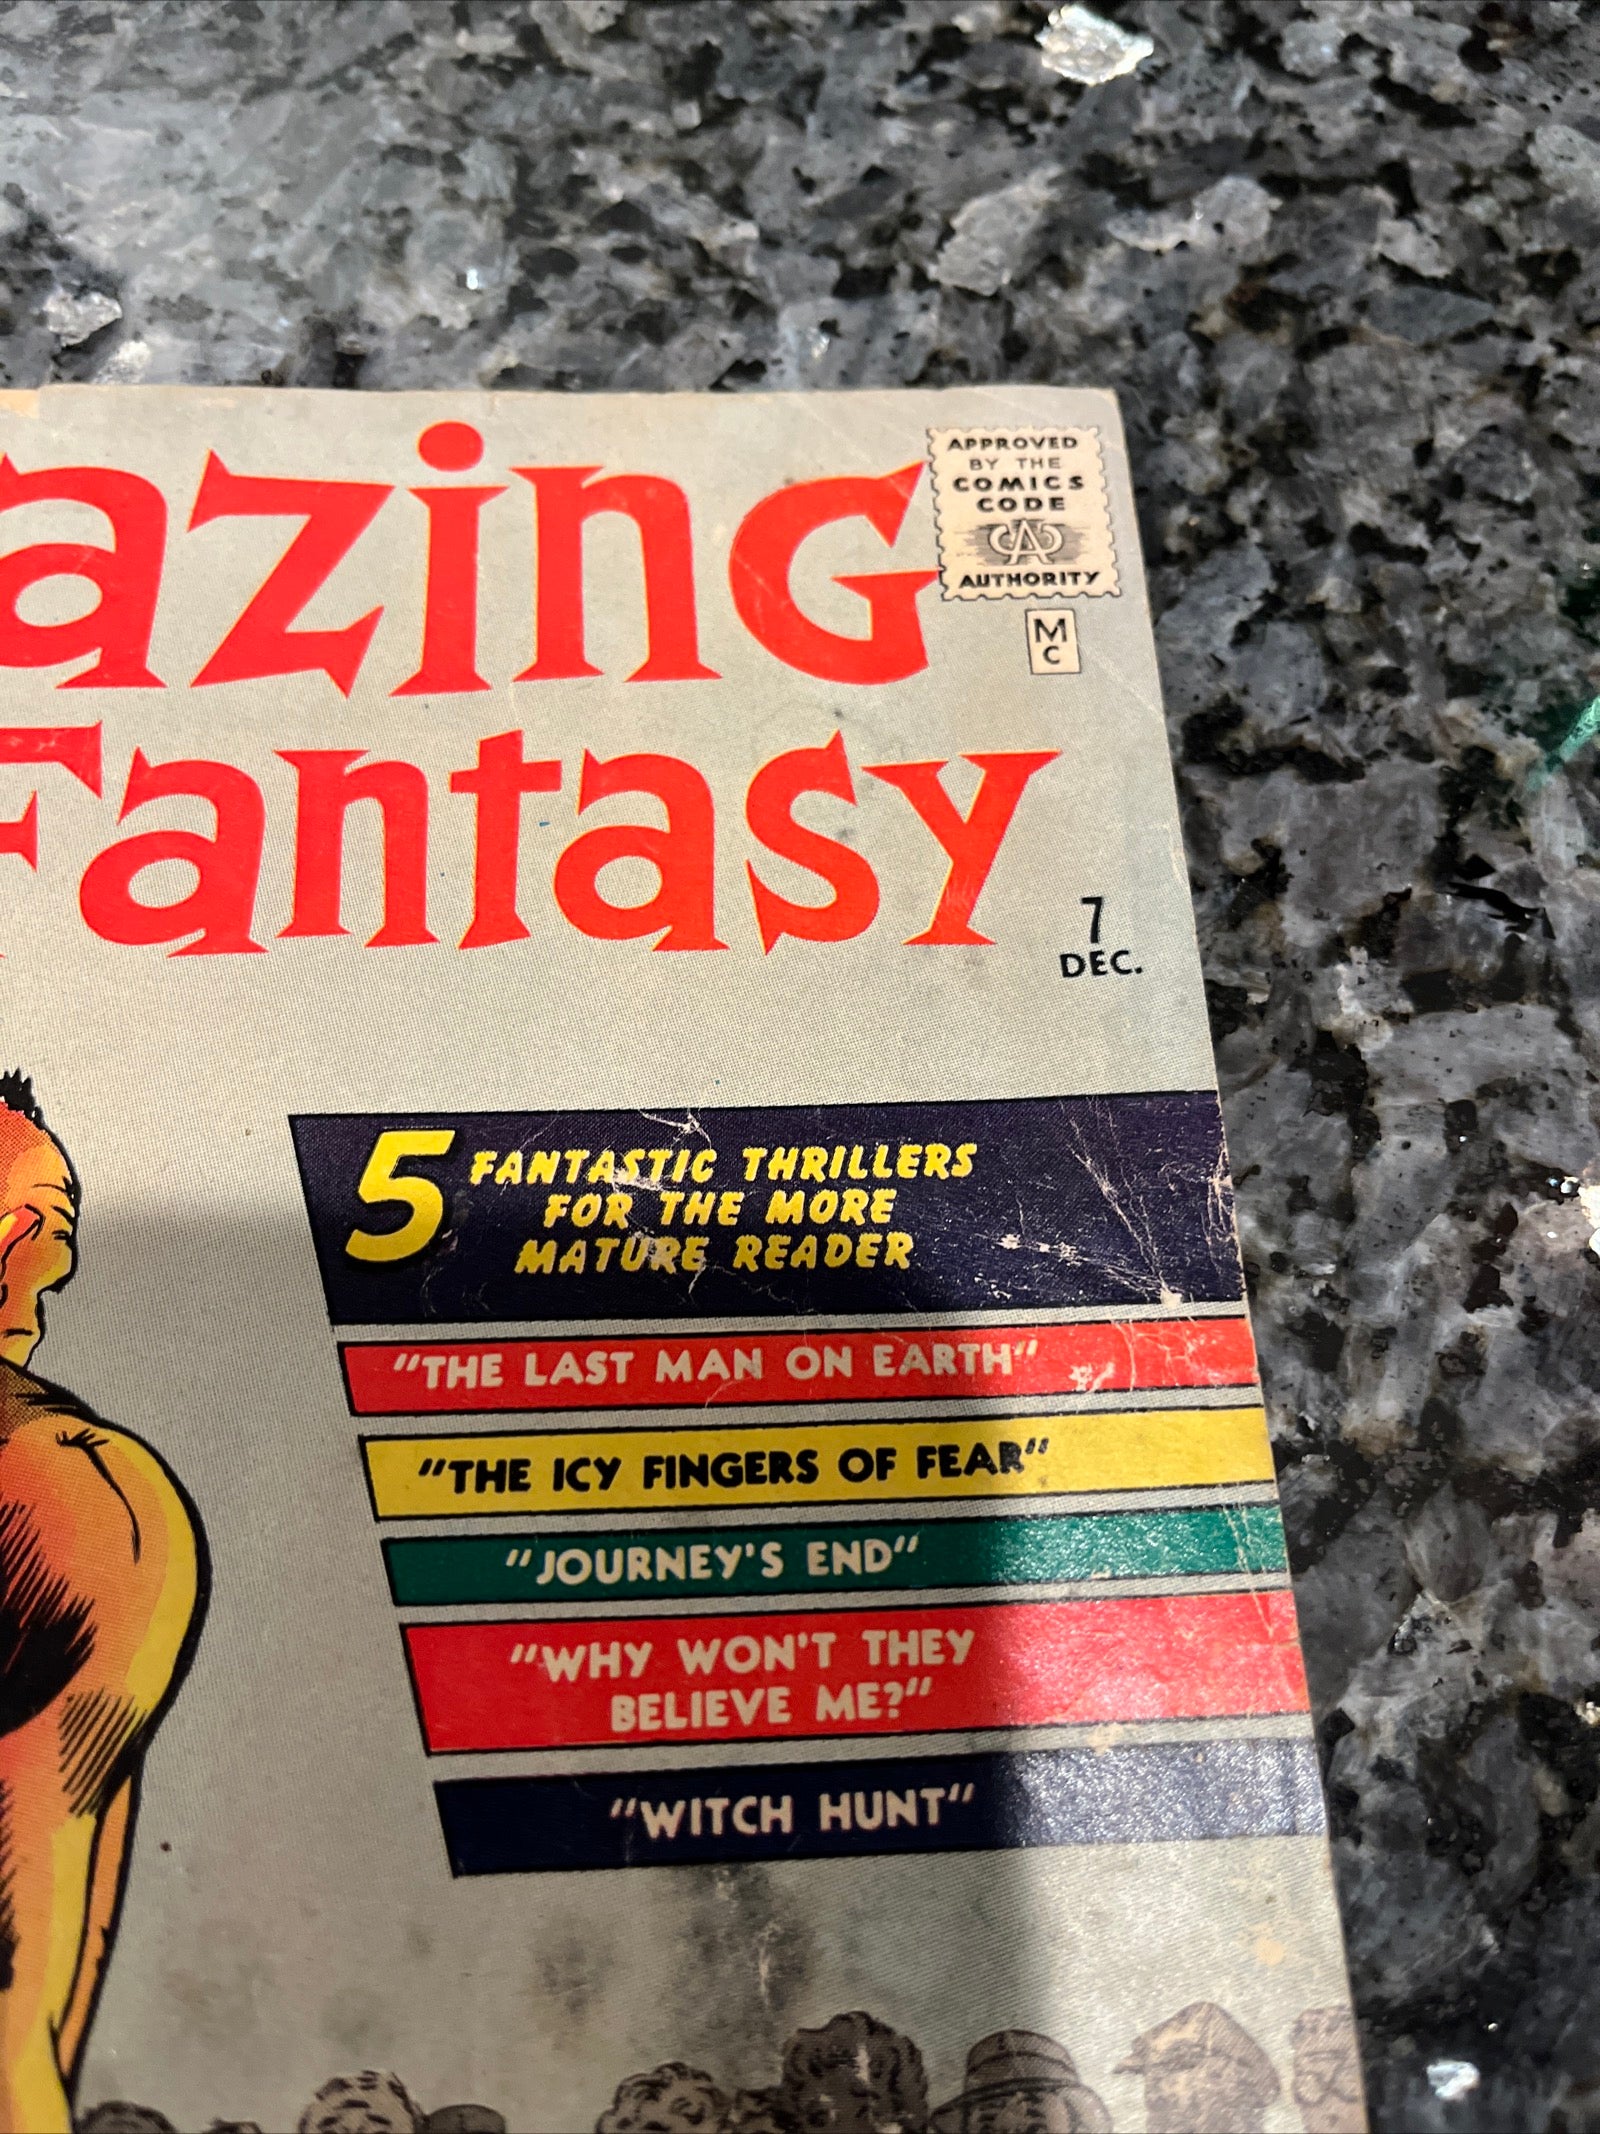 azing
Fantasy
APPROVED
BY THE
COMICS
CODE
CA
AUTHORITY
M
C
7
DEC.
5 FANTASTIC THRILLERS
FOR THE MORE
MATURE READER
"THE LAST MAN ON EARTH"
"THE ICY FINGERS OF FEAR"
"JOURNEY'S END"
"WHY WON'T THEY
BELIEVE ME?"
"WITCH HUNT"